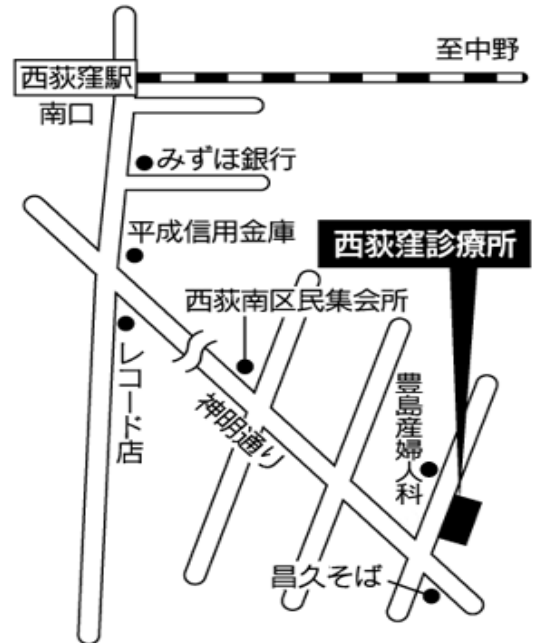 至中野
西荻窪駅
南口
みずほ銀行
平成信用金庫
西荻窪診療所
西荻南区民集会所
レコード店
神明通り
豊島産婦人科
昌久そば